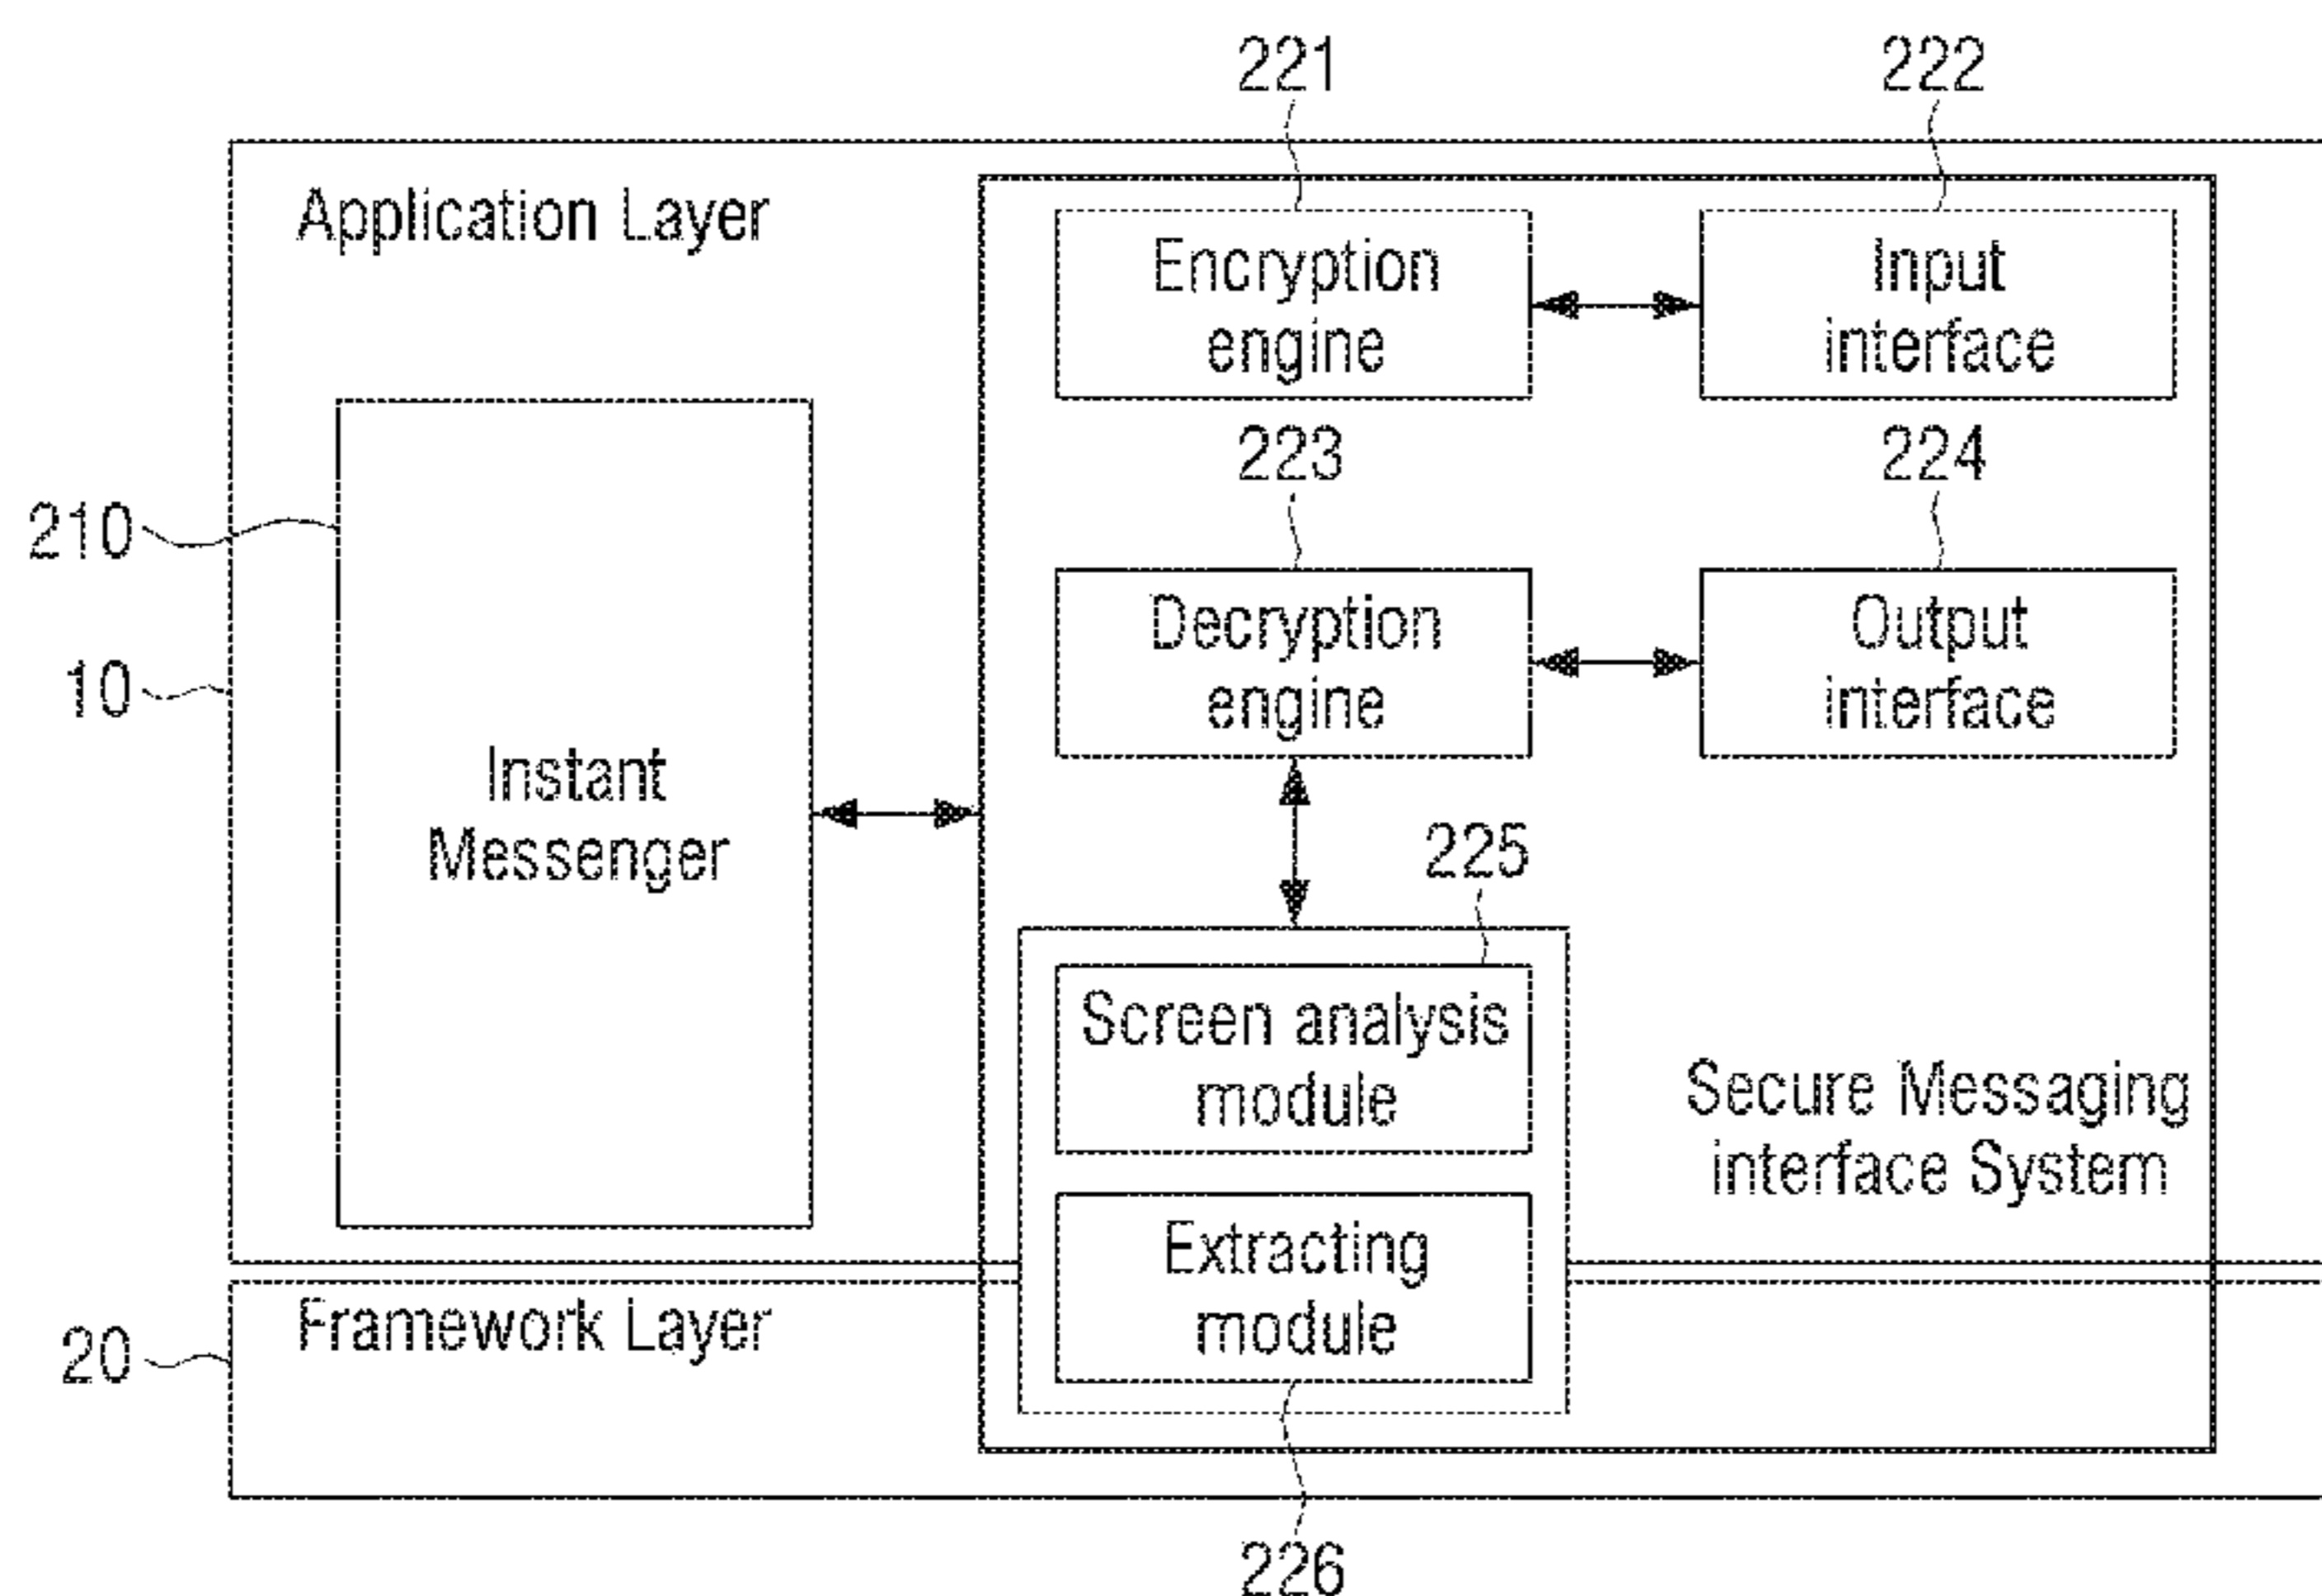 221
222
Application Layer
Encryption
engine
Input
interface
223
224
210
Decryption
engine
Output
interface
10
Instant
Messenger
225
Screen analysis
module
Secure Messaging
interface System
Extracting
module
Framework Layer
20
226